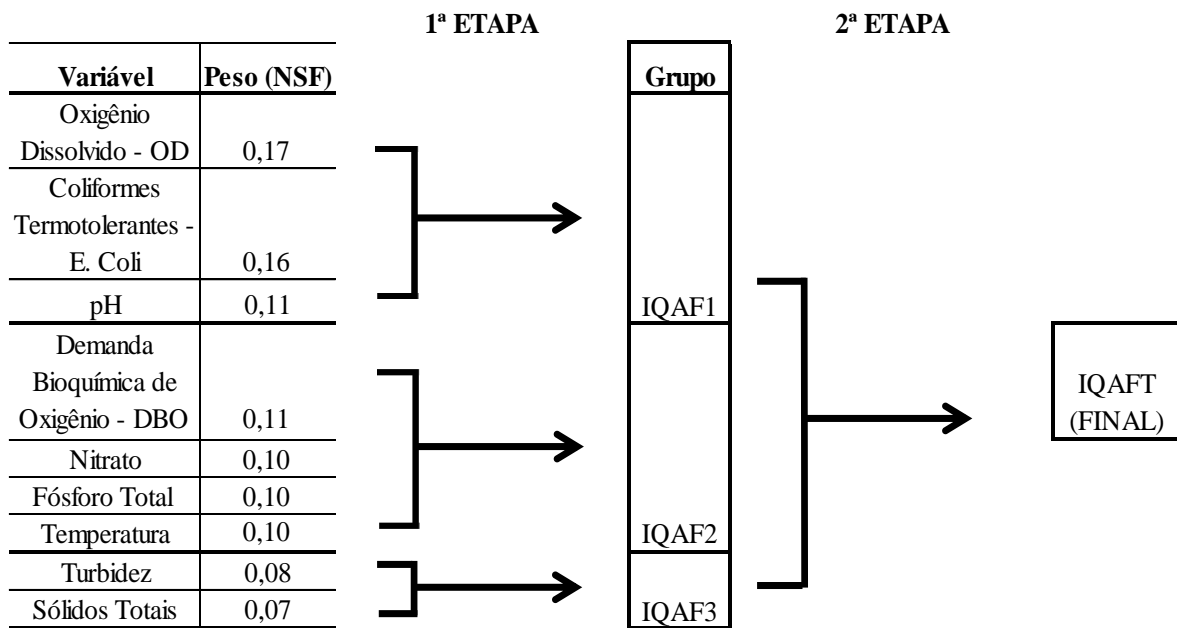 1ª ETAPA 2ª ETAPA
Variável Peso (NSF) Grupo
Oxigênio
Dissolvido - OD 0,17
Coliformes
Termotolerantes -
E. Coli 0,16
pH 0,11 IQAF1
Demanda
Bioquímica de
Oxigênio - DBO 0,11
IQAFT
(FINAL)
Nitrato 0,10
Fósforo Total 0,10
Temperatura 0,10 IQAF2
Turbidez 0,08
Sólidos Totais 0,07 IQAF3